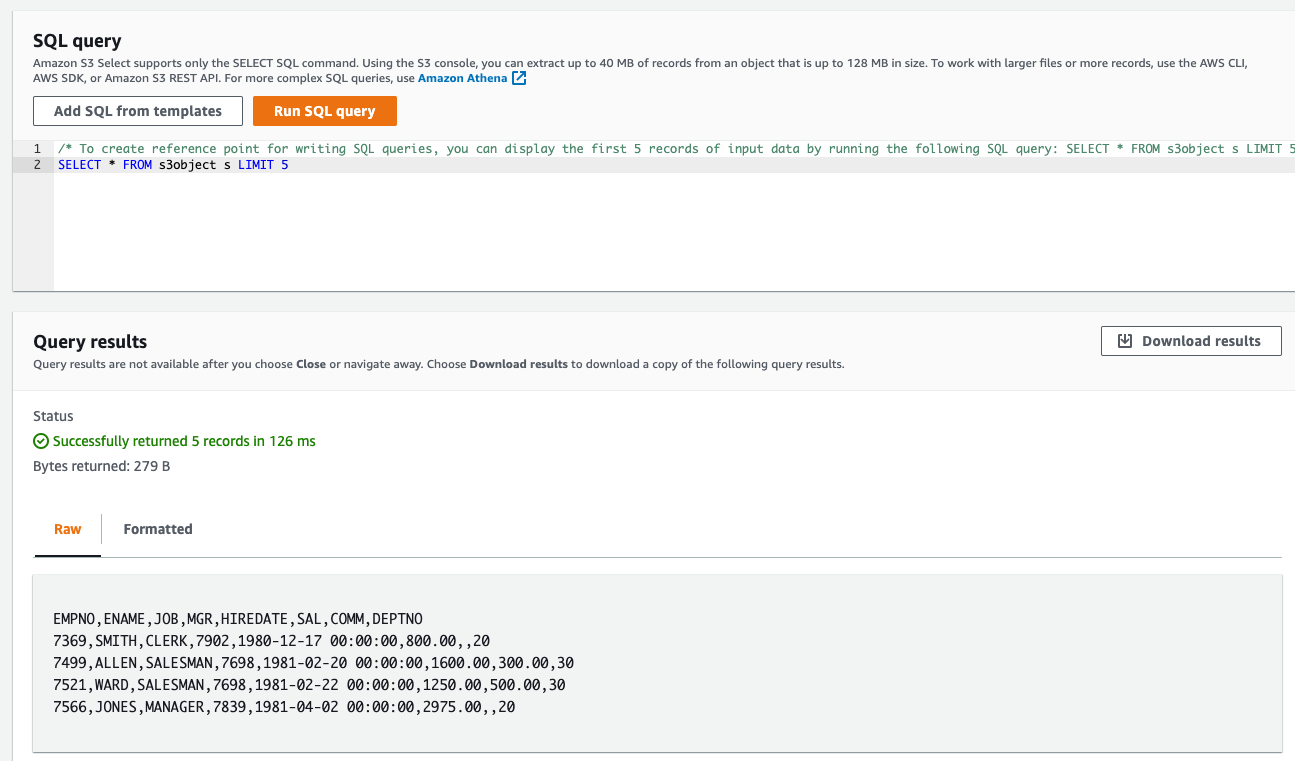 SQL query
Amazon S3 Select supports only the SELECT SQL command. Using the S3 console, you can extract up to 40 MB of records from an object that is up to 128 MB in size. To work with larger files or more records, use the AWS CLI,
AWS SDK, or Amazon S3 REST API. For more complex SQL queries, use Amazon Athena
Add SQL from templates
Run SQL query
1 /* To create reference point for writing SQL queries, you can display the first 5 records of input data by running the following SQL query: SELECT * FROM s3object s LIMIT 5
2 SELECT * FROM s3object s LIMIT 5
Query results
Download results
Query results are not available after you choose Close or navigate away. Choose Download results to download a copy of the following query results.
Status
Successfully returned 5 records in 126 ms
Bytes returned: 279 B
Raw
Formatted
EMPNO,ENAME,JOB,MGR,HIREDATE,SAL,COMM,DEPTNO
7369,SMITH,CLERK,7902,1980-12-17 00:00:00,800.00,,20
7499,ALLEN,SALESMAN,7698,1981-02-20 00:00:00,1600.00,300.00,30
7521,WARD,SALESMAN,7698,1981-02-22 00:00:00,1250.00,500.00,30
7566,JONES,MANAGER,7839,1981-04-02 00:00:00,2975.00,,20